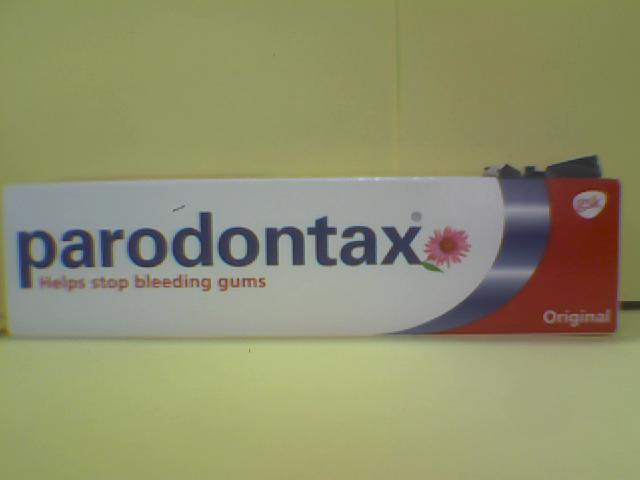 parodontax®
Helps stop bleeding gums
gsk
Original